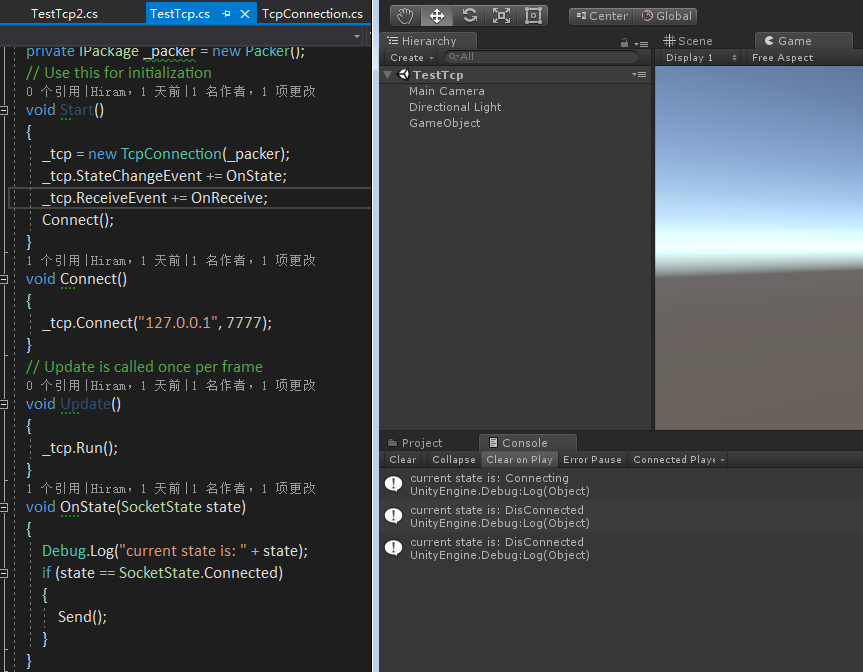 TestTcp2.cs
TestTcp.cs
TcpConnection.cs
private IPackage _packer = new Packer();
// Use this for initialization
0 个引用|Hiram, 1 天前|1 名作者, 1 项更改
void Start()
{
_tcp = new TcpConnection(_packer);
_tcp.StateChangeEvent += OnState;
_tcp.ReceiveEvent += OnReceive;
Connect();
}
1 个引用|Hiram, 1 天前|1 名作者, 1 项更改
void Connect()
{
_tcp.Connect("127.0.0.1", 7777);
}
// Update is called once per frame
0 个引用|Hiram, 1 天前|1 名作者, 1 项更改
void Update()
{
_tcp.Run();
}
1 个引用|Hiram, 1 天前|1 名作者, 1 项更改
void OnState(SocketState state)
{
Debug.Log("current state is: " + state);
if (state == SocketState.Connected)
{
Send();
}
}
Center
Global
Hierarchy
Create
All
TestTcp
Main Camera
Directional Light
GameObject
Scene
Game
Display 1
Free Aspect
Project
Console
Clear
Collapse
Clear on Play
Error Pause
Connected Playe
current state is: Connecting
UnityEngine.Debug:Log(Object)
current state is: DisConnected
UnityEngine.Debug:Log(Object)
current state is: DisConnected
UnityEngine.Debug:Log(Object)